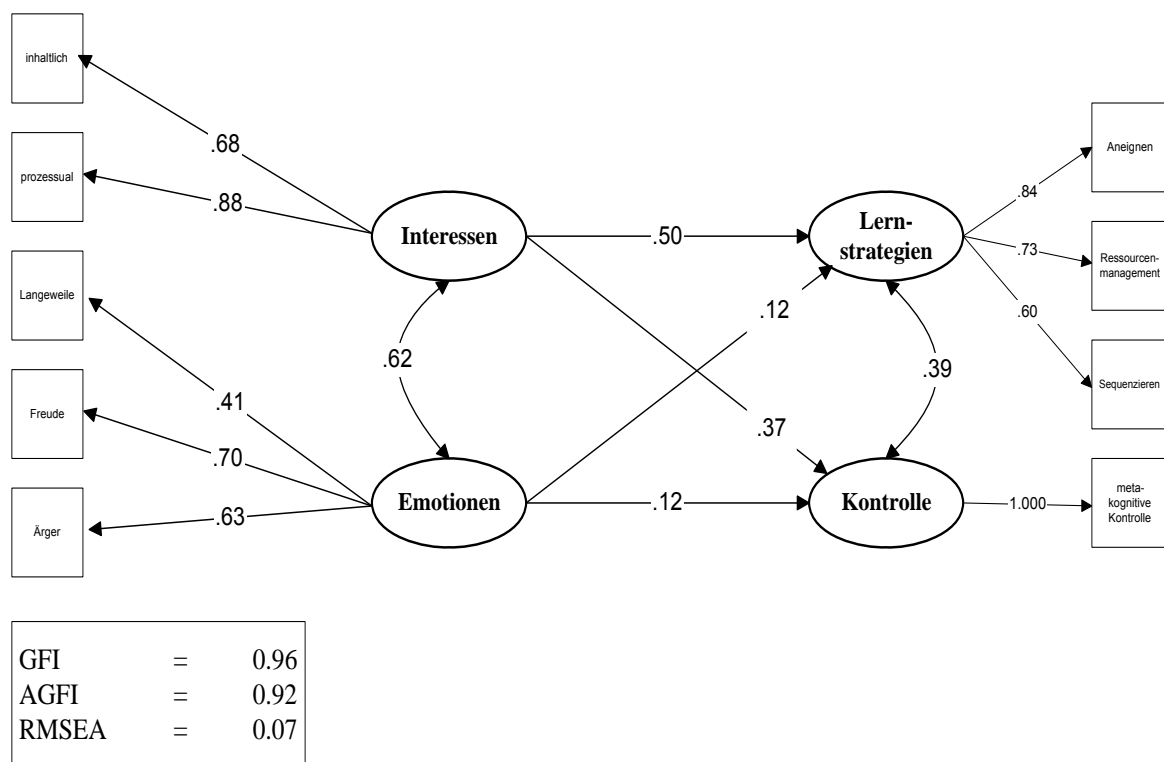 inhaltlich
prozessual
Langeweile
Freude
Ärger
.68
.88
.41
.70
.63
Interessen
Emotionen
.62
.50
.12
.37
.12
Lern-
strategien
Kontrolle
.39
.84
.73
.60
1.000
Aneignen
Ressourcen-
management
Sequenzieren
meta-
kognitive
Kontrolle
GFI = 0.96
AGFI = 0.92
RMSEA = 0.07